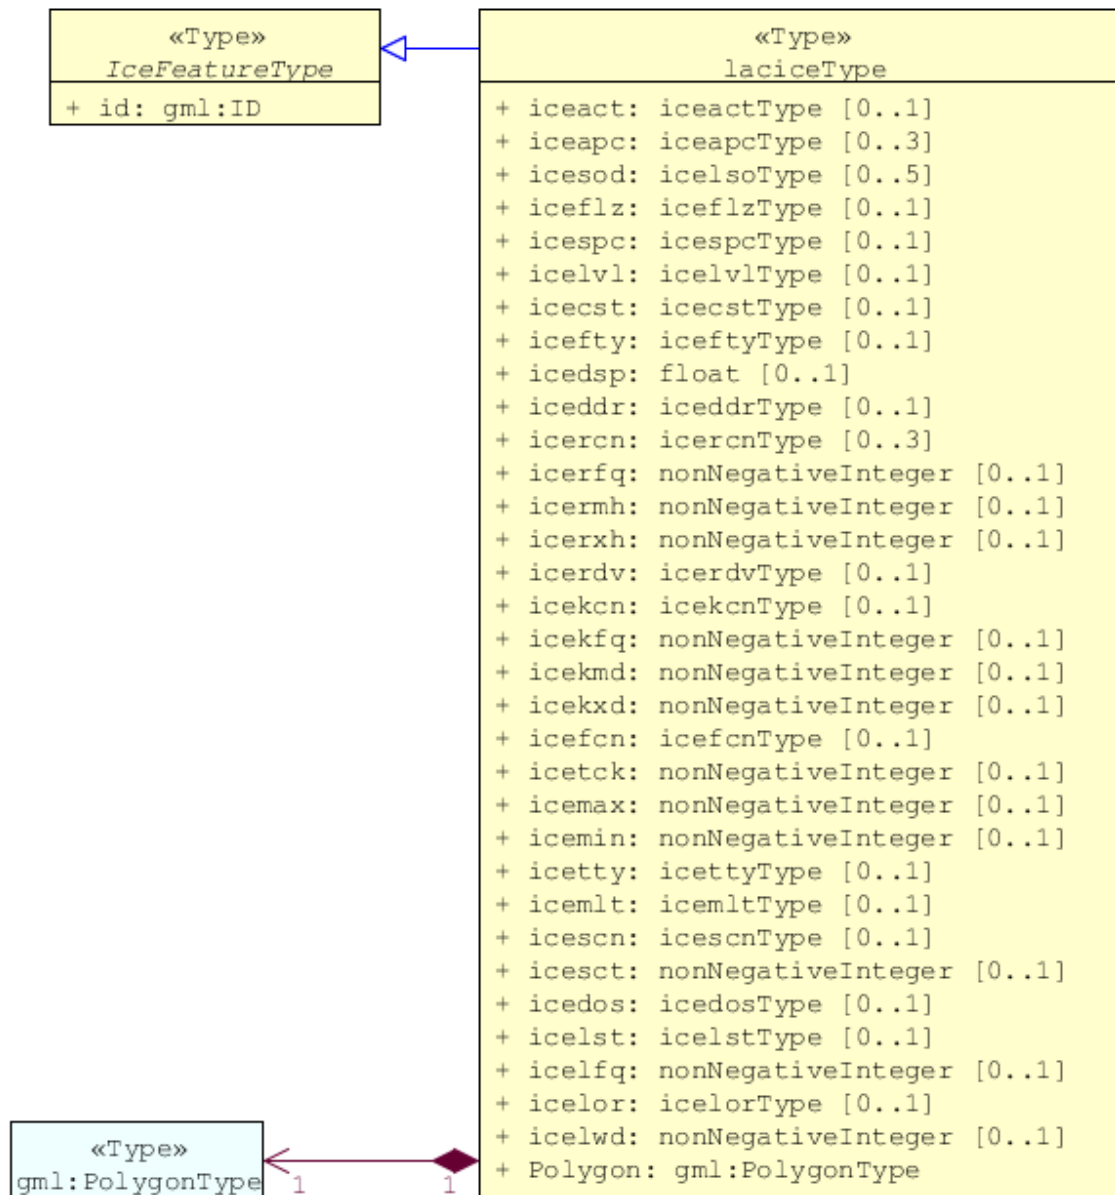 «Type»
IceFeatureType
+ id: gml:ID
«Type»
laciceType
+ iceact: iceactType [0..1]
+ iceapc: iceapcType [0..3]
+ icesod: icelsoType [0..5]
+ iceflz: iceflzType [0..1]
+ icespc: icespcType [0..1]
+ icelvl: icelvlType [0..1]
+ icecst: icecstType [0..1]
+ icefty: iceftyType [0..1]
+ icedsp: float [0..1]
+ iceddr: iceddrType [0..1]
+ icercn: icercnType [0..3]
+ icerfq: nonNegativeInteger [0..1]
+ icermh: nonNegativeInteger [0..1]
+ icerxh: nonNegativeInteger [0..1]
+ icerdv: icerdvType [0..1]
+ icekcn: icekcnType [0..1]
+ icekfq: nonNegativeInteger [0..1]
+ icekmd: nonNegativeInteger [0..1]
+ icekxd: nonNegativeInteger [0..1]
+ icefcn: icefcnType [0..1]
+ icetck: nonNegativeInteger [0..1]
+ icemax: nonNegativeInteger [0..1]
+ icemin: nonNegativeInteger [0..1]
+ icetty: icettyType [0..1]
+ icemlt: icemltType [0..1]
+ icescn: icescnType [0..1]
+ icesct: nonNegativeInteger [0..1]
+ icedos: icedosType [0..1]
+ icelst: icelstType [0..1]
+ icelfq: nonNegativeInteger [0..1]
+ icelor: icelorType [0..1]
+ icelwd: nonNegativeInteger [0..1]
+ Polygon: gml:PolygonType
«Type»
gml:PolygonType
1
1